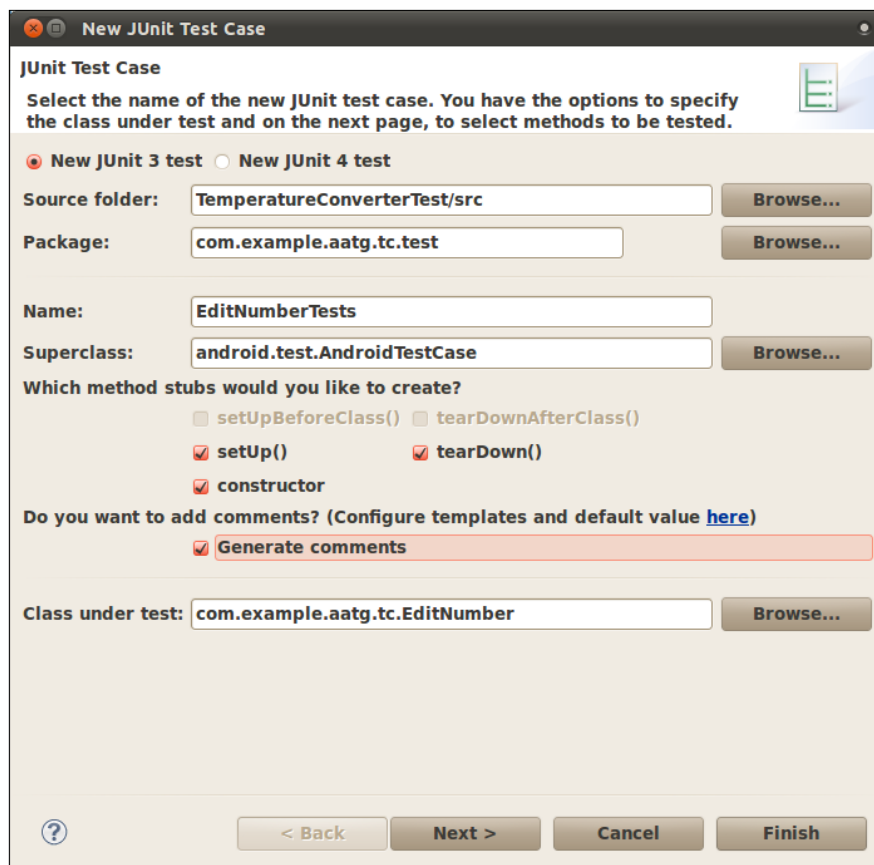 New JUnit Test Case
JUnit Test Case
Select the name of the new JUnit test case. You have the options to specify
the class under test and on the next page, to select methods to be tested.
New JUnit 3 test New JUnit 4 test
Source folder: TemperatureConverterTest/src Browse...
Package: com.example.aatg.tc.test Browse...
Name: EditNumberTests
Superclass: android.test.AndroidTestCase Browse...
Which method stubs would you like to create?
setUpBeforeClass() tearDownAfterClass()
setUp() tearDown()
constructor
Do you want to add comments? (Configure templates and default value here)
Generate comments
Class under test: com.example.aatg.tc.EditNumber Browse...
? < Back Next > Cancel Finish